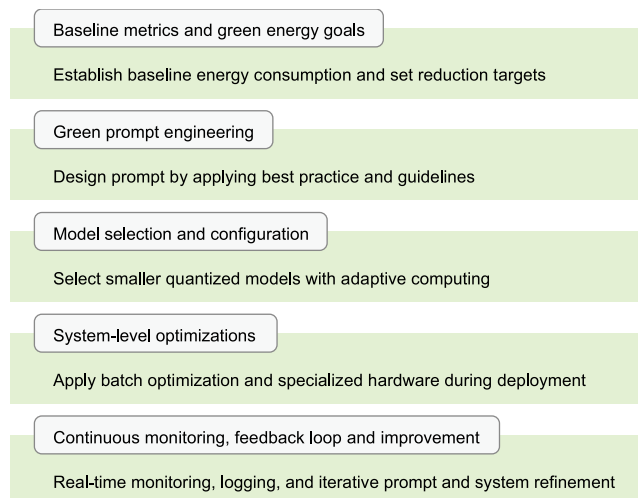 Baseline metrics and green energy goals
Establish baseline energy consumption and set reduction targets
Green prompt engineering
Design prompt by applying best practice and guidelines
Model selection and configuration
Select smaller quantized models with adaptive computing
System-level optimizations
Apply batch optimization and specialized hardware during deployment
Continuous monitoring, feedback loop and improvement
Real-time monitoring, logging, and iterative prompt and system refinement